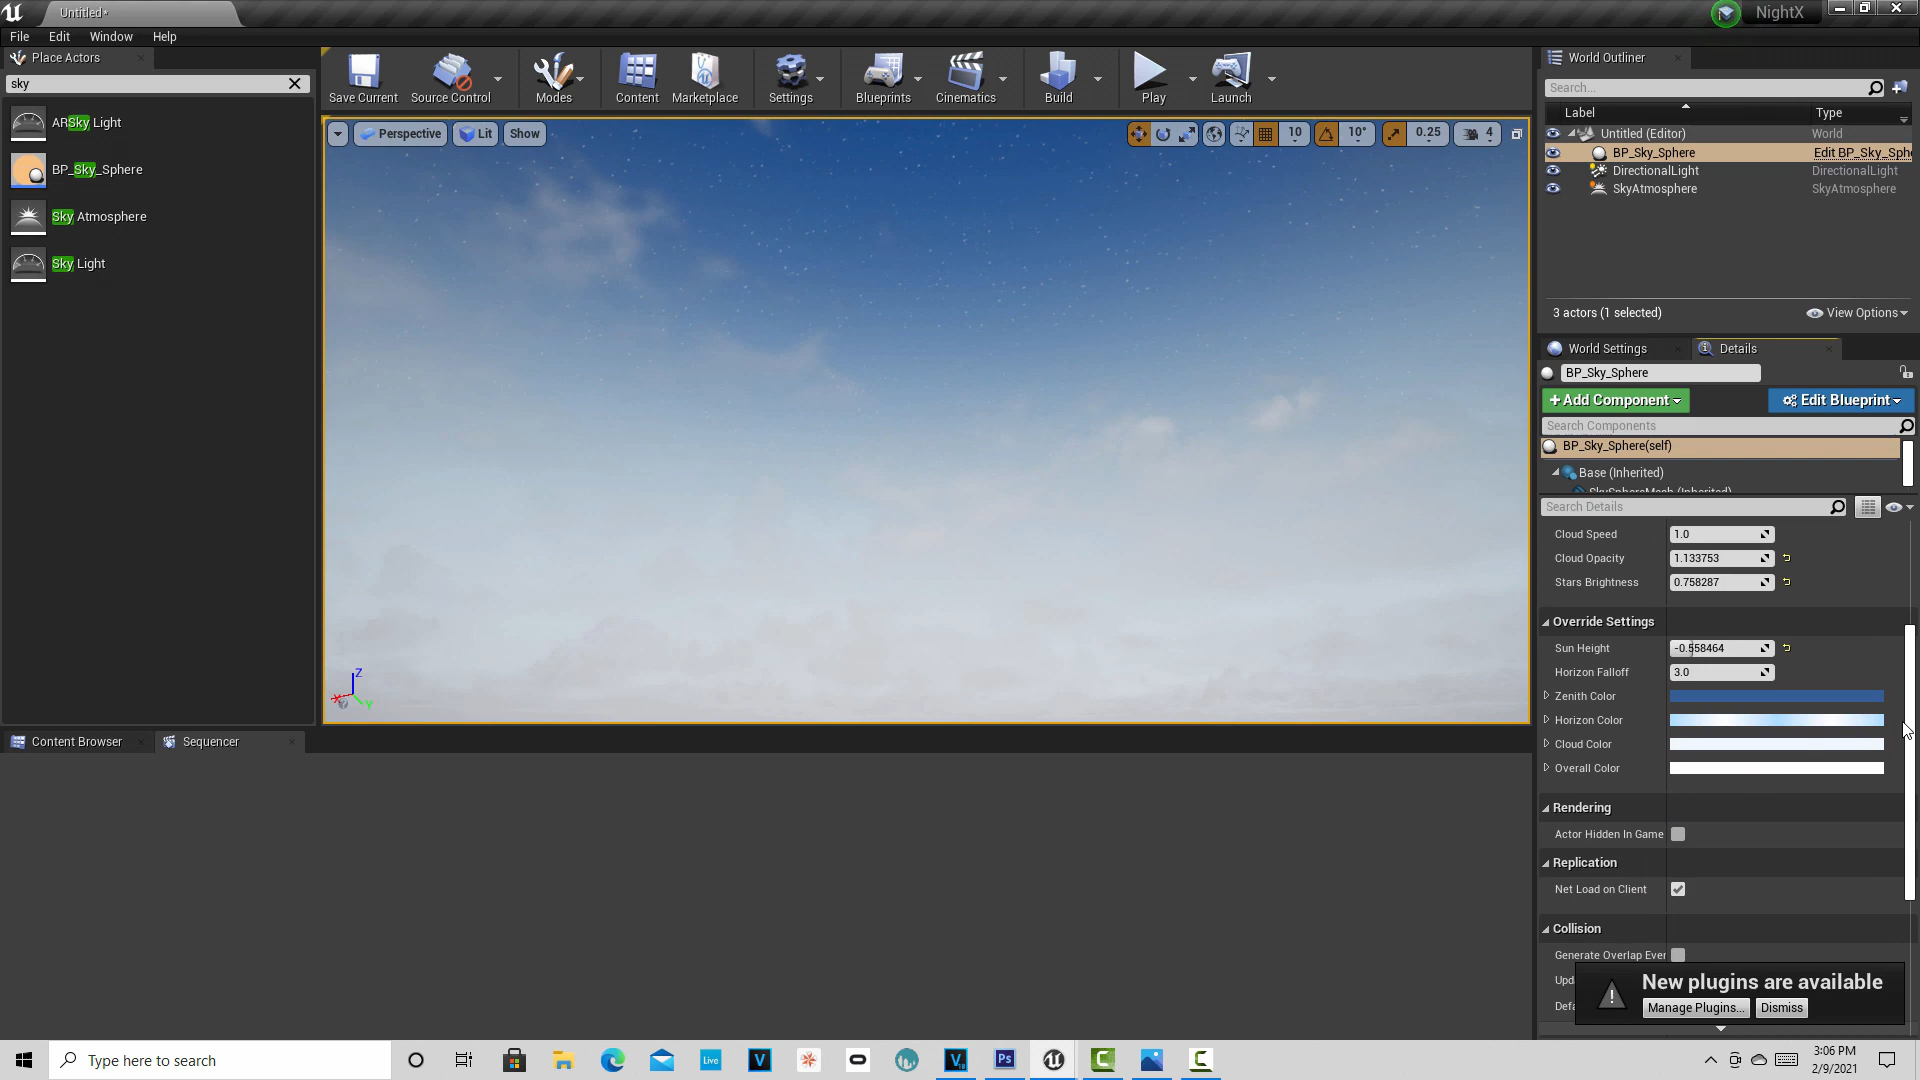 Untitled*
NightX
File
Edit
Window
Help
Place Actors
sky
ARSky Light
BP_Sky_Sphere
Sky Atmosphere
Sky Light
Save Current
Source Control
Modes
Content
Marketplace
Settings
Blueprints
Cinematics
Build
Play
Launch
Perspective
Lit
Show
10
10°
0.25
4
World Outliner
Search...
Label
Type
Untitled (Editor)
World
BP_Sky_Sphere
Edit BP_Sky_Sphe
DirectionalLight
DirectionalLight
SkyAtmosphere
SkyAtmosphere
3 actors (1 selected)
View Options
World Settings
Details
BP_Sky_Sphere
+Add Component
Edit Blueprint
Search Components
BP_Sky_Sphere(self)
Base (Inherited)
SkySphereMesh (Inherited)
Search Details
Cloud Speed
1.0
Cloud Opacity
1.133753
Stars Brightness
0.758287
Override Settings
Sun Height
-0.558464
Horizon Falloff
3.0
Zenith Color
Horizon Color
Cloud Color
Overall Color
Rendering
Actor Hidden In Game
Replication
Net Load on Client
Collision
Generate Overlap Ever
Upd
Defa
New plugins are available
Manage Plugins...
Dismiss
Content Browser
Sequencer
X
Y
Z
Type here to search
Live
V
V
Ps
C
C
3:06 PM
2/9/2021